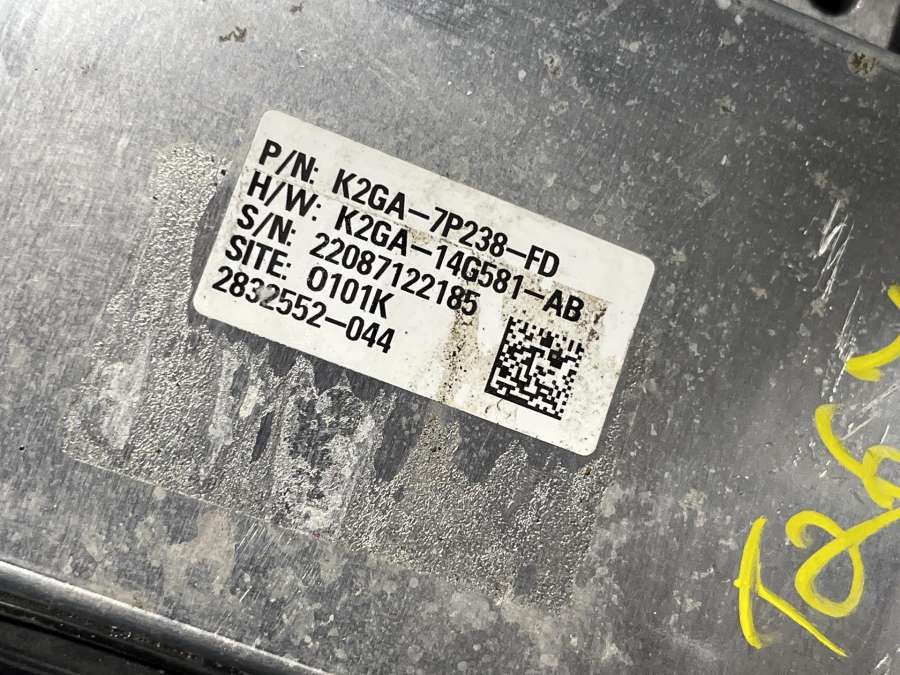 P/N: K2GA-7P238-FD
H/W: K2GA-14G581-AB
S/N: 22087122185
SITE: 0101K
2832552-044